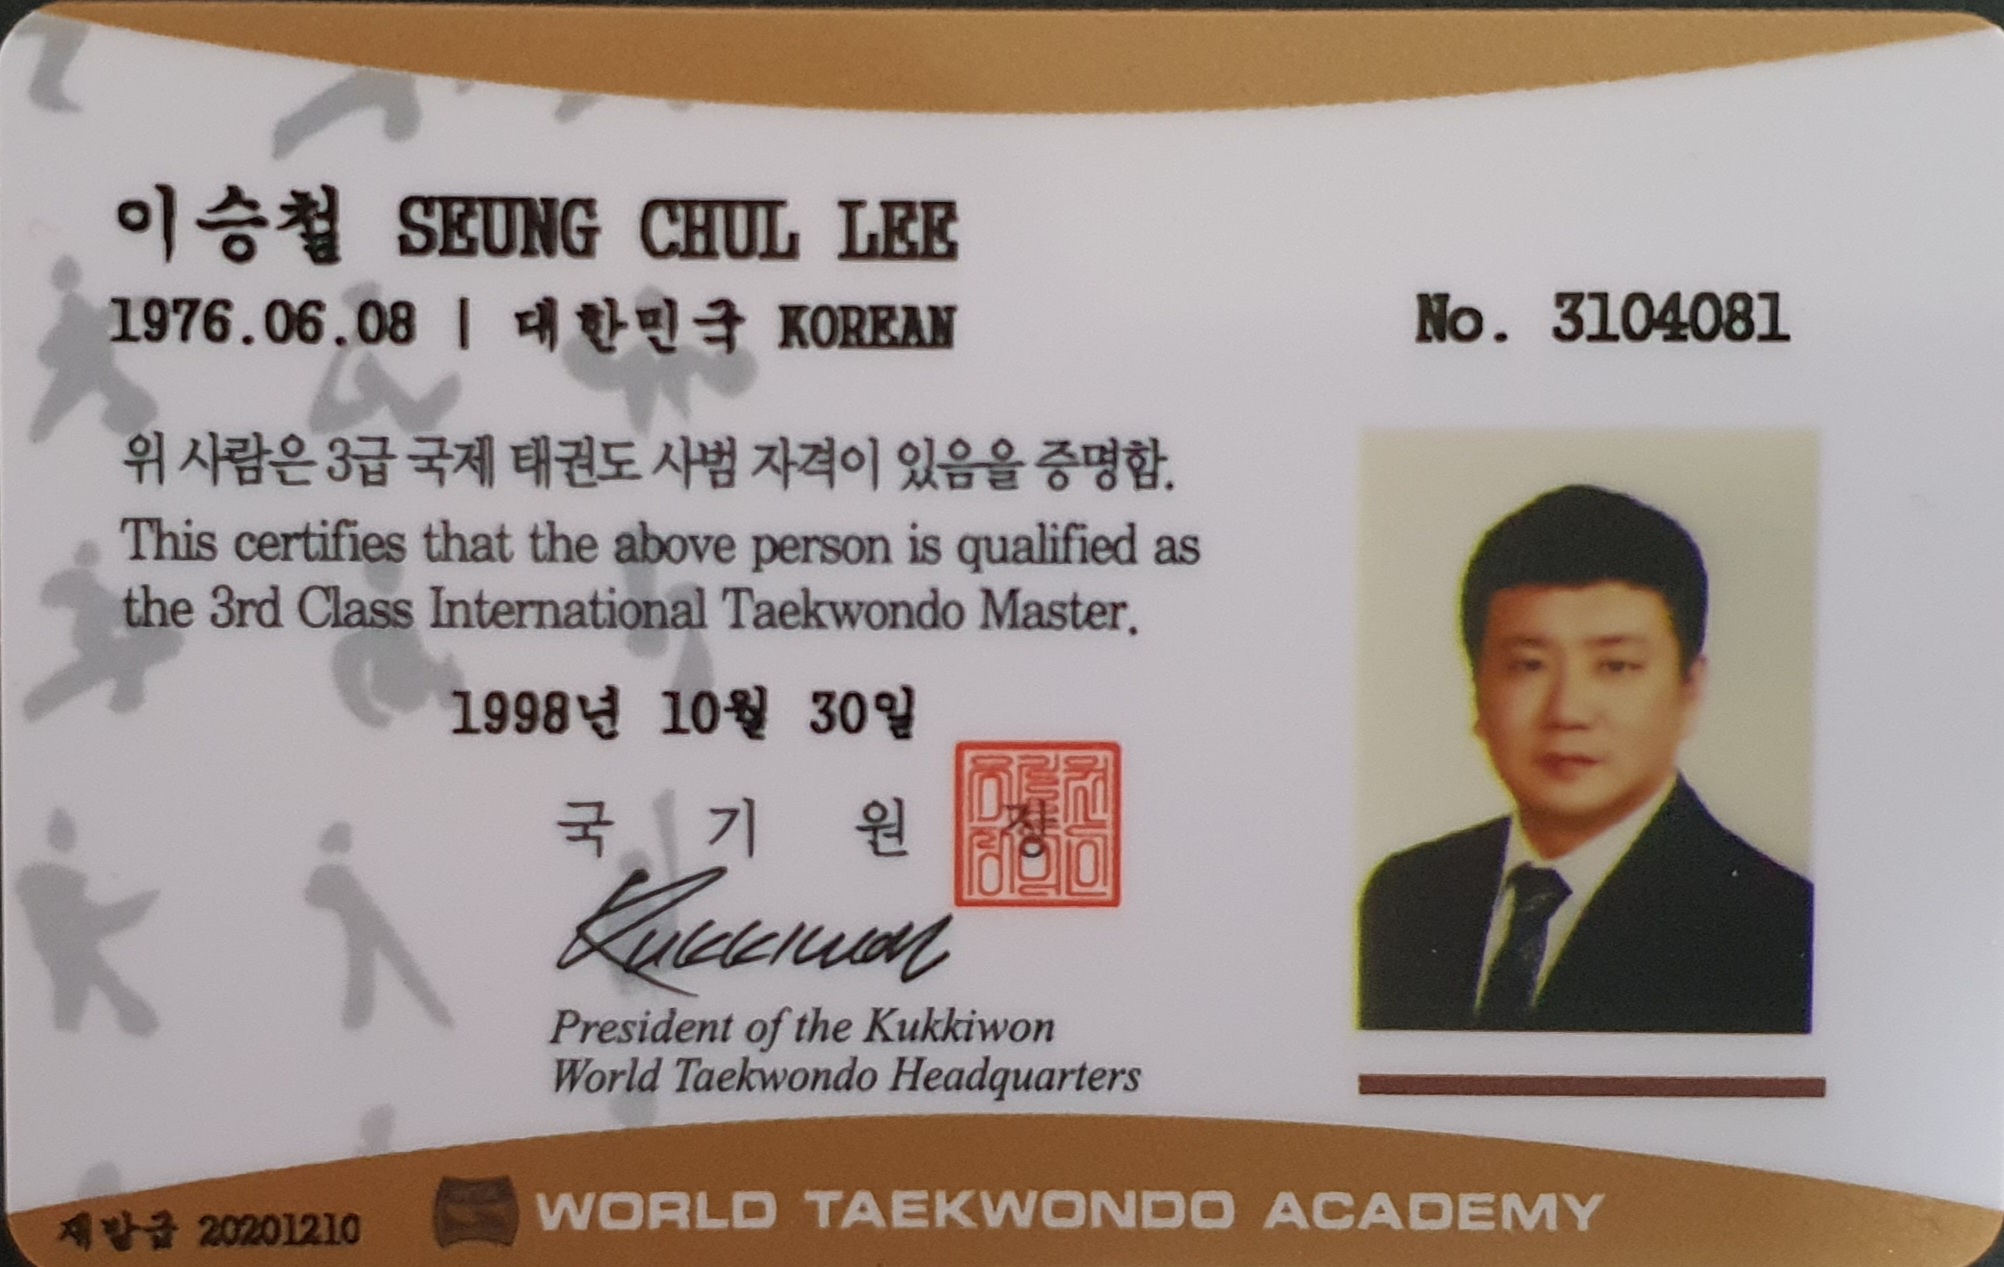 이승철 SEUNG CHUL LEE
1976.06.08 | 대한민국 KOREAN
No. 3104081
위 사람은 3급 국제 태권도 사범 자격이 있음을 증명함.
This certifies that the above person is qualified as
the 3rd Class International Taekwondo Master.
1998년 10월 30일
국 기 원 장
Kukkiwon
President of the Kukkiwon
World Taekwondo Headquarters
재발급 20201210
WORLD TAEKWONDO ACADEMY